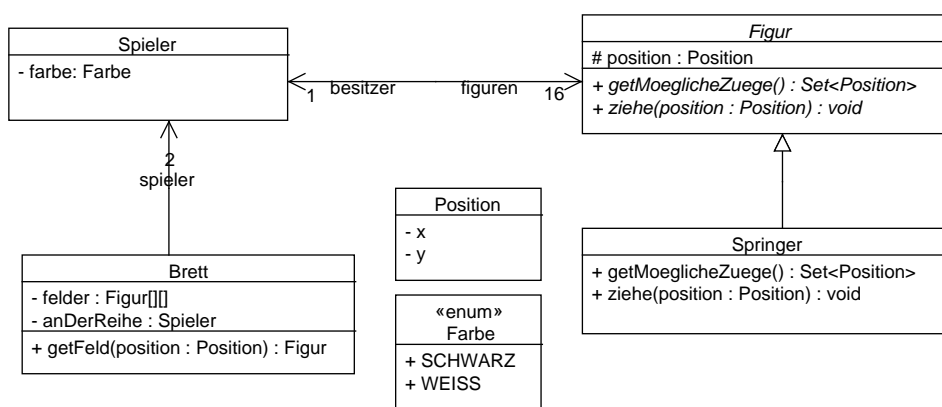 Spieler
- farbe: Farbe
1
besitzer
figuren
16
Figur
# position : Position
+ getMoeglicheZuege() : Set<Position>
+ ziehe(position : Position) : void
2
spieler
Brett
- felder : Figur[][]
- anDerReihe : Spieler
+ getFeld(position : Position) : Figur
Position
- x
- y
«enum»
Farbe
+ SCHWARZ
+ WEISS
Springer
+ getMoeglicheZuege() : Set<Position>
+ ziehe(position : Position) : void